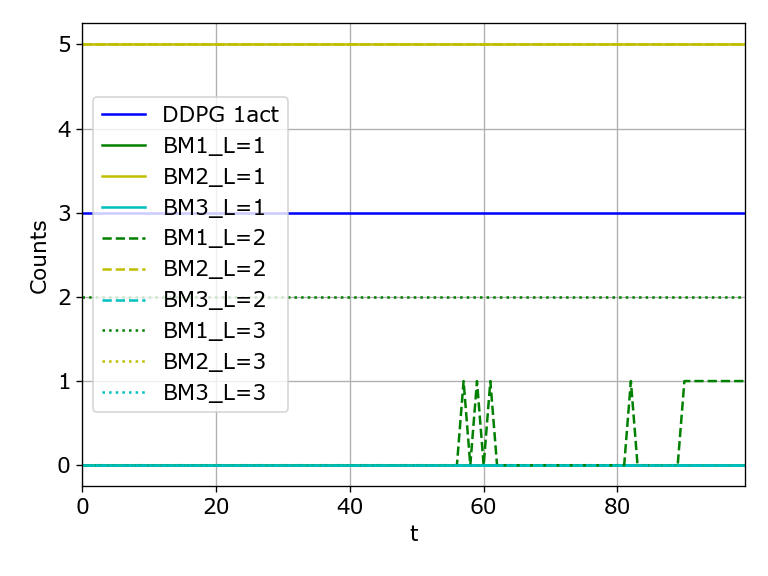 5
4
3
2
1
0
Counts
DDPG 1act
BM1_L=1
BM2_L=1
BM3_L=1
BM1_L=2
BM2_L=2
BM3_L=2
BM1_L=3
BM2_L=3
BM3_L=3
0 20 40 60 80
t